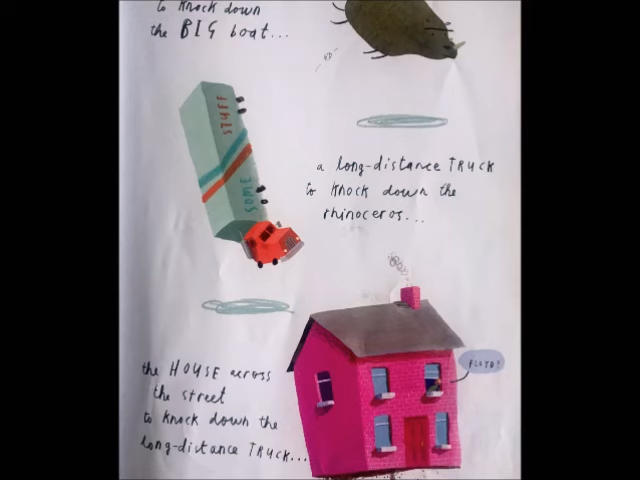 to knock down
the BIG boat...
SOME STUFF
a long-distance TRUCK
to knock down the
rhinoceros...
the HOUSE across
the street
to knock down the
long-distance TRUCK...
FLOYD?